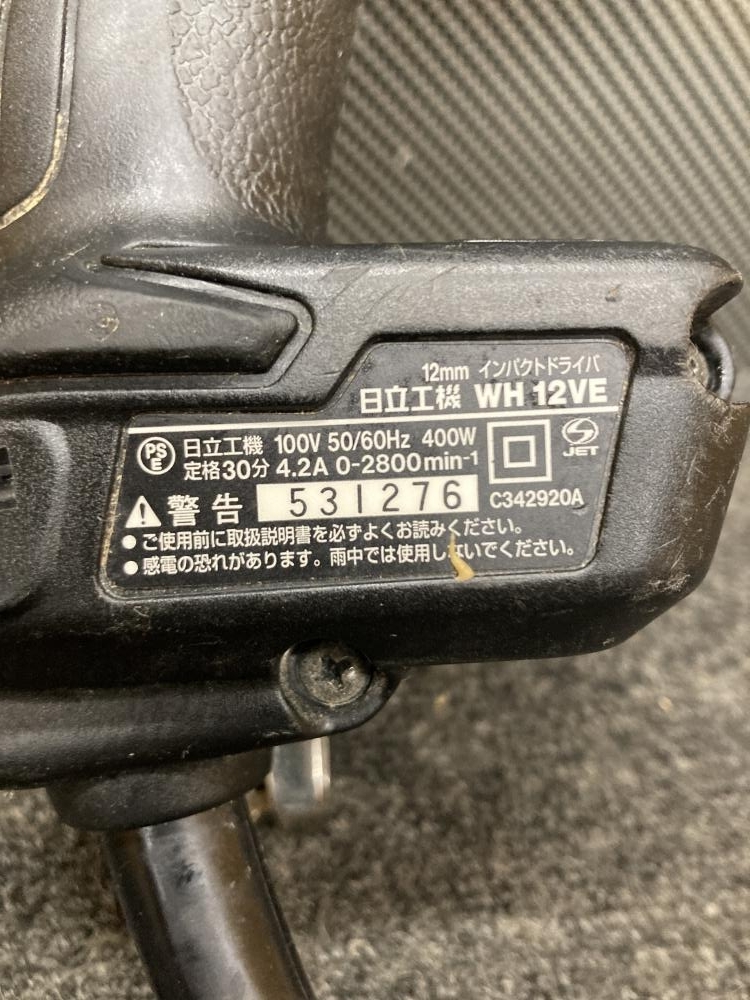 12mm インパクトドライバ
日立工機 WH 12VE
PS E 日立工機 100V 50/60Hz 400W
定格30分 4.2A 0-2800min-1
JET
警告 531276 C342920A
● ご使用前に取扱説明書を必ずよくお読みください。
● 感電の恐れがあります。雨中では使用しないでください。